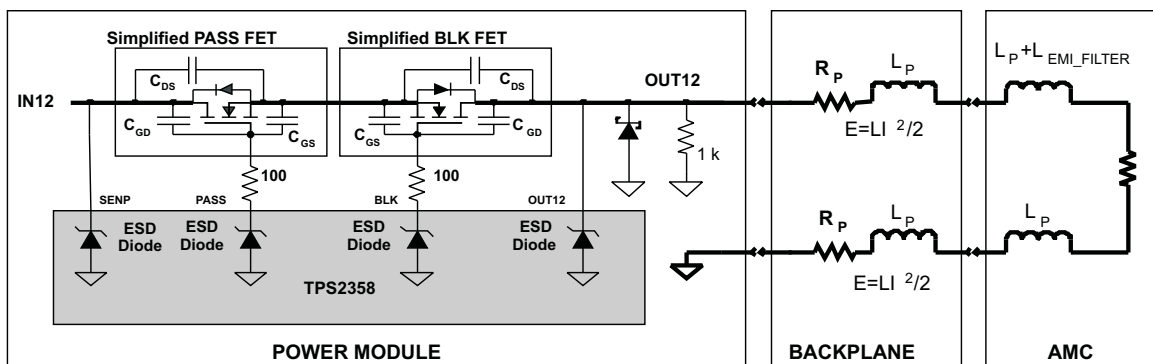 Simplified PASS FET
Simplified BLK FET
L_P+L_EMI_FILTER
C_DS
C_DS
R_P
L_P
IN12
OUT12
C_GD
C_GS
C_GS
C_GD
E=LI ²/2
1 k
100
100
SENP
PASS
BLK
OUT12
ESD
Diode
ESD
Diode
ESD
Diode
ESD
Diode
R_P
L_P
L_P
TPS2358
E=LI ²/2
POWER MODULE
BACKPLANE
AMC